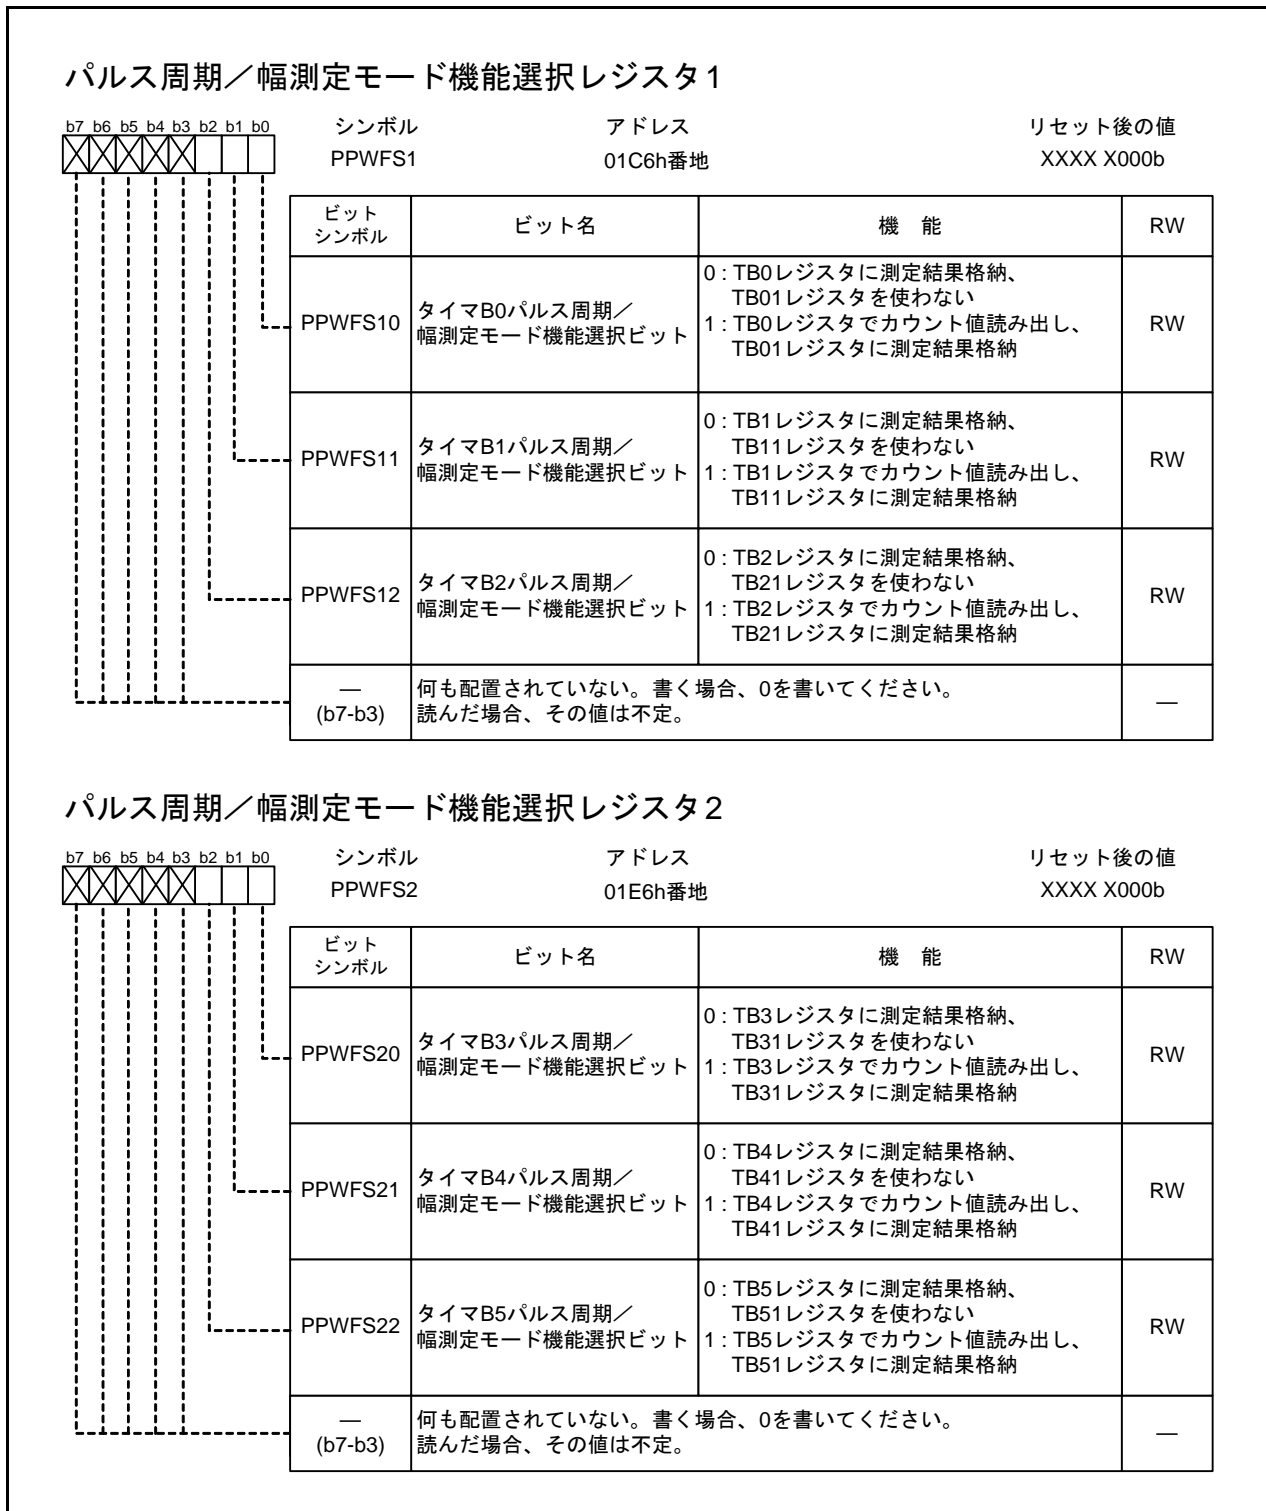 パルス周期／幅測定モード機能選択レジスタ1
b7 b6 b5 b4 b3 b2 b1 b0
シンボル アドレス リセット後の値
PPWFS1 01C6h番地 XXXX X000b
ビット
シンボル
ビット名
機 能
RW
PPWFS10
タイマB0パルス周期／
幅測定モード機能選択ビット
0 : TB0レジスタに測定結果格納、
TB01レジスタを使わない
1 : TB0レジスタでカウント値読み出し、
TB01レジスタに測定結果格納
RW
PPWFS11
タイマB1パルス周期／
幅測定モード機能選択ビット
0 : TB1レジスタに測定結果格納、
TB11レジスタを使わない
1 : TB1レジスタでカウント値読み出し、
TB11レジスタに測定結果格納
RW
PPWFS12
タイマB2パルス周期／
幅測定モード機能選択ビット
0 : TB2レジスタに測定結果格納、
TB21レジスタを使わない
1 : TB2レジスタでカウント値読み出し、
TB21レジスタに測定結果格納
RW
—
(b7-b3)
何も配置されていない。書く場合、0を書いてください。
読んだ場合、その値は不定。
—
パルス周期／幅測定モード機能選択レジスタ2
b7 b6 b5 b4 b3 b2 b1 b0
シンボル アドレス リセット後の値
PPWFS2 01E6h番地 XXXX X000b
ビット
シンボル
ビット名
機 能
RW
PPWFS20
タイマB3パルス周期／
幅測定モード機能選択ビット
0 : TB3レジスタに測定結果格納、
TB31レジスタを使わない
1 : TB3レジスタでカウント値読み出し、
TB31レジスタに測定結果格納
RW
PPWFS21
タイマB4パルス周期／
幅測定モード機能選択ビット
0 : TB4レジスタに測定結果格納、
TB41レジスタを使わない
1 : TB4レジスタでカウント値読み出し、
TB41レジスタに測定結果格納
RW
PPWFS22
タイマB5パルス周期／
幅測定モード機能選択ビット
0 : TB5レジスタに測定結果格納、
TB51レジスタを使わない
1 : TB5レジスタでカウント値読み出し、
TB51レジスタに測定結果格納
RW
—
(b7-b3)
何も配置されていない。書く場合、0を書いてください。
読んだ場合、その値は不定。
—